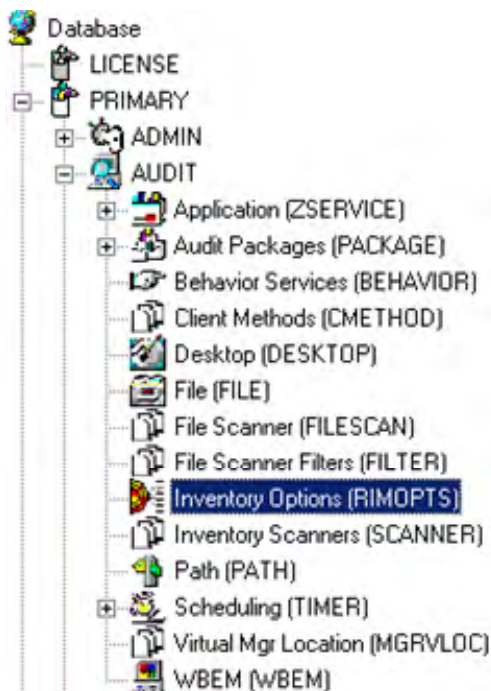 Database
LICENSE
PRIMARY
ADMIN
AUDIT
Application (ZSERVICE)
Audit Packages (PACKAGE)
Behavior Services (BEHAVIOR)
Client Methods (CMETHOD)
Desktop (DESKTOP)
File (FILE)
File Scanner (FILESCAN)
File Scanner Filters (FILTER)
Inventory Options (RIMOPTS)
Inventory Scanners (SCANNER)
Path (PATH)
Scheduling (TIMER)
Virtual Mgr Location (MGRVLOC)
WBEM (WBEM)